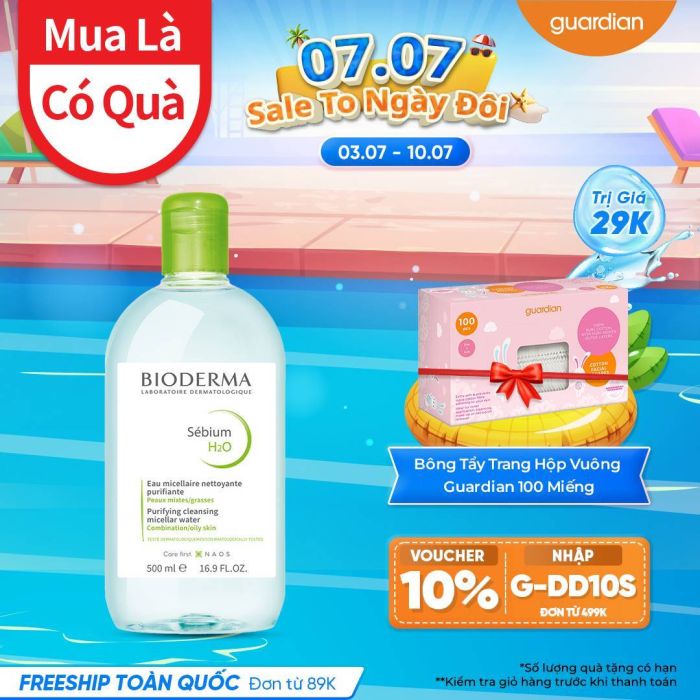 Mua Là
Có Quà
07.07
Sale To Ngày Đôi
03.07 - 10.07
guardian
Trị Giá
29K
guardian
100
BIODERMA
LABORATOIRE DERMATOLOGIQUE
Sébium
H2O
Eau micellaire nettoyante
purifiante
Peaux mixtes/grasses
Purifying cleansing
micellar water
Combination/oily skin
Care first NAOS
500 ml e 16.9 FL.OZ.
Bông Tẩy Trang Hộp Vuông
Guardian 100 Miếng
VOUCHER
10%
NHẬP
G-DD10S
ĐƠN TỪ 499K
*Số lượng quà tặng có hạn
**Kiểm tra giỏ hàng trước khi thanh toán
FREESHIP TOÀN QUỐC Đơn từ 89K